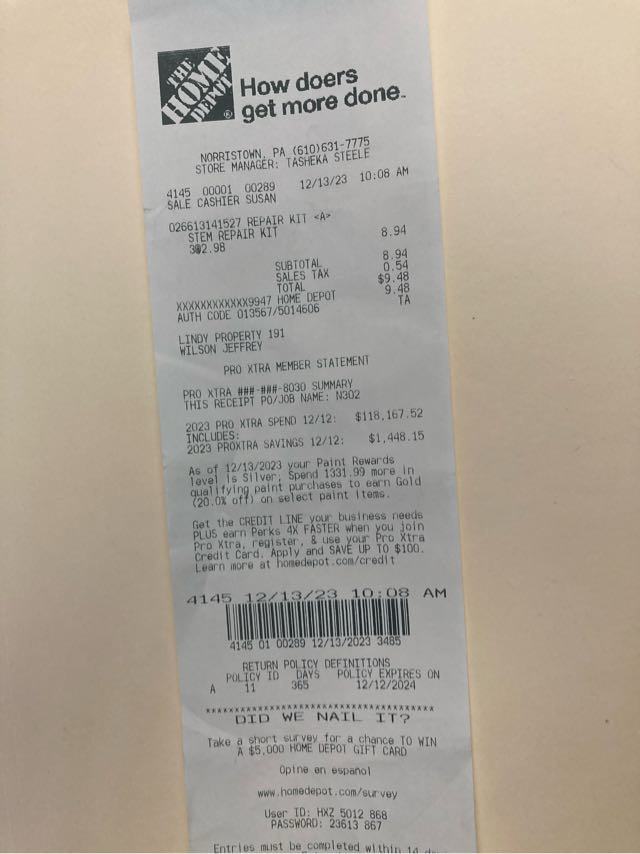 THE
HOME
DEPOT
®
How doers
get more done™
NORRISTOWN, PA (610)631-7775
STORE MANAGER: TASHEKA STEELE
4145 00001 00289 12/13/23 10:08 AM
SALE CASHIER SUSAN
026613141527 REPAIR KIT <A>
STEM REPAIR KIT
3@2.98 8.94
SUBTOTAL 8.94
SALES TAX 0.54
TOTAL $9.48
XXXXXXXXXXXX9947 HOME DEPOT 9.48
AUTH CODE 013567/5014606 TA
LINDY PROPERTY 191
WILSON JEFFREY
PRO XTRA MEMBER STATEMENT
PRO XTRA ###-###-8030 SUMMARY
THIS RECEIPT PO/JOB NAME: N302
2023 PRO XTRA SPEND 12/12: $118,167.52
INCLUDES:
2023 PROXTRA SAVINGS 12/12: $1,448.15
As of 12/13/2023 your Paint Rewards
level is Silver; Spend 1331.99 more in
qualifying paint purchases to earn Gold
(20.0% off) on select paint items.
Get the CREDIT LINE your business needs
PLUS earn Perks 4X FASTER when you join
Pro Xtra, register, & use your Pro Xtra
Credit Card. Apply and SAVE UP TO $100.
Learn more at homedepot.com/credit
4145 12/13/23 10:08 AM
4145 01 00289 12/13/2023 3485
RETURN POLICY DEFINITIONS
POLICY ID DAYS POLICY EXPIRES ON
A 11 365 12/12/2024
DID WE NAIL IT?
Take a short survey for a chance TO WIN
A $5,000 HOME DEPOT GIFT CARD
Opine en español
www.homedepot.com/survey
User ID: HXZ 5012 868
PASSWORD: 23613 867
Entries must be completed within 14